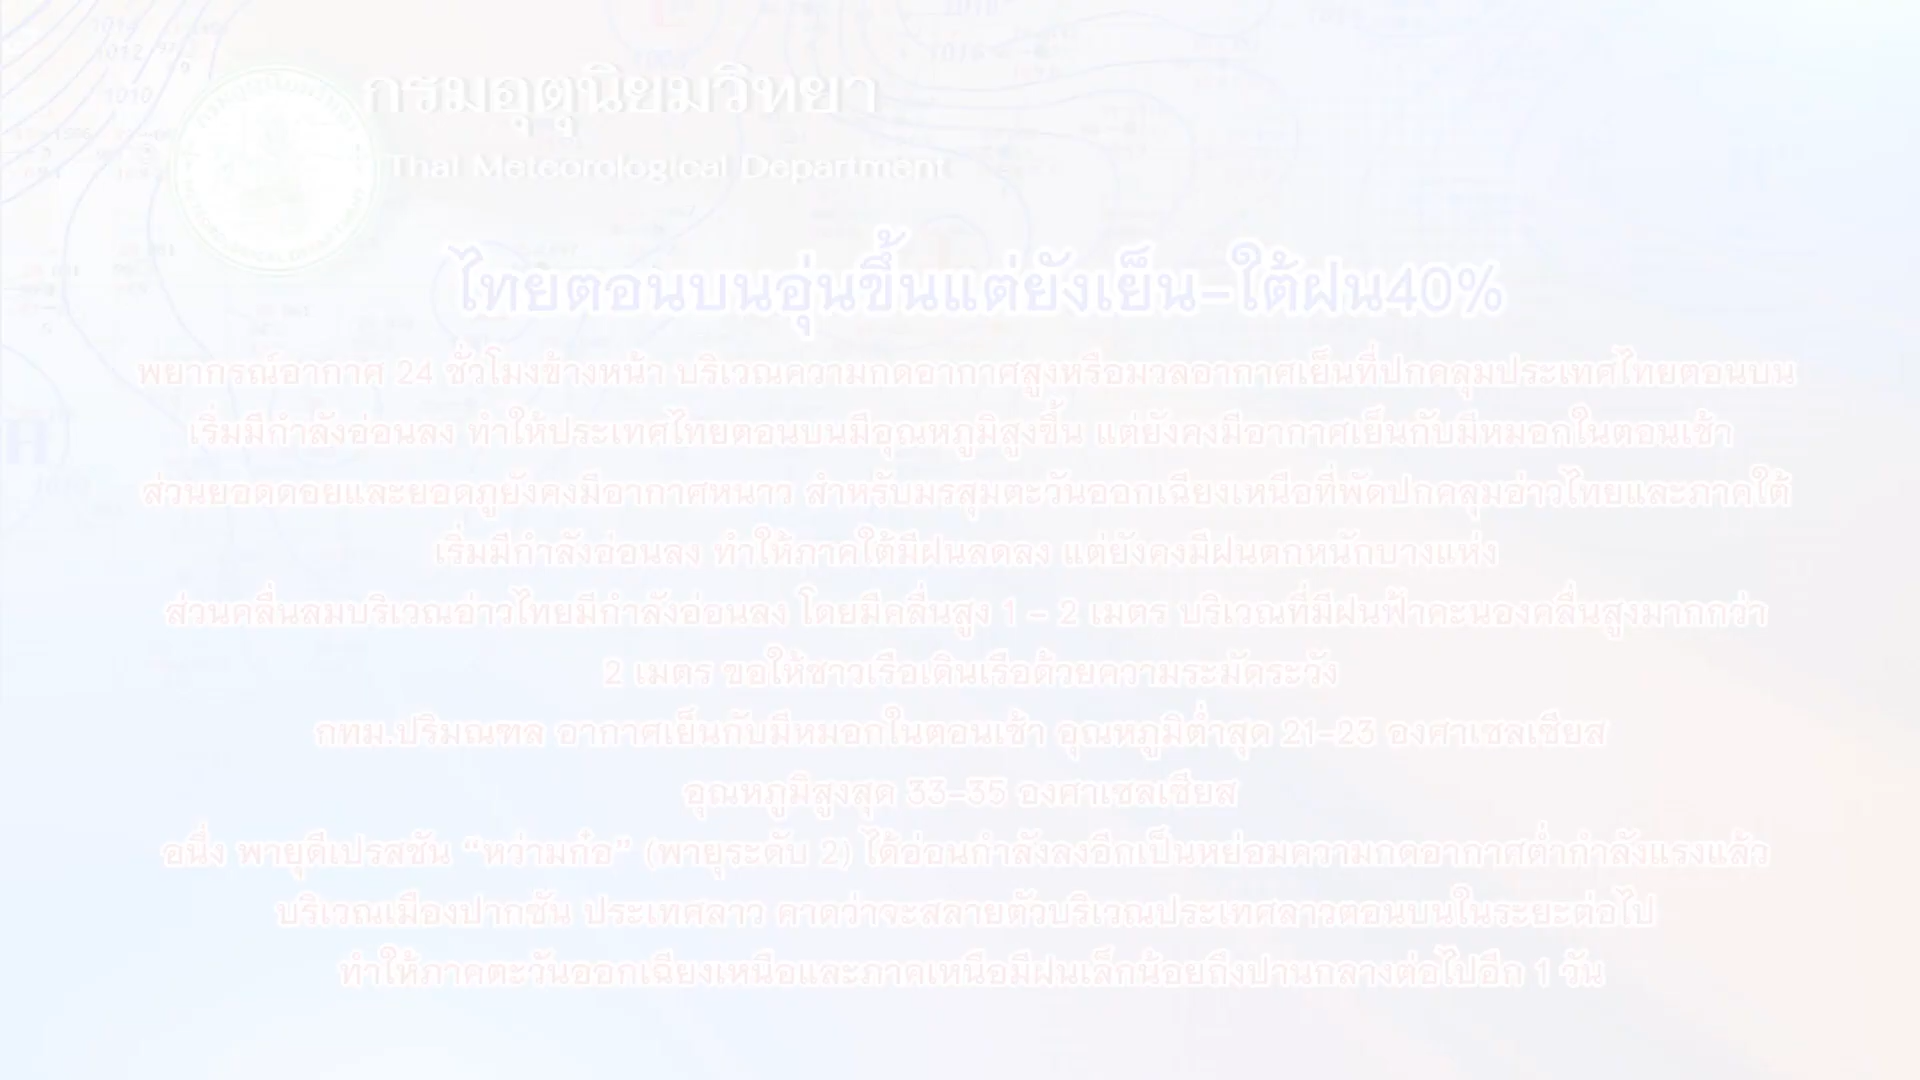 กรมอุตุนิยมวิทยา
Thai Meteorological Department
ไทยตอนบนอุ่นขึ้นแต่ยังเย็น-ใต้ฝน40%
พยากรณ์อากาศ 24 ชั่วโมงข้างหน้า บริเวณความกดอากาศสูงหรือมวลอากาศเย็นที่ปกคลุมประเทศไทยตอนบน
เริ่มมีกำลังอ่อนลง ทำให้ประเทศไทยตอนบนมีอุณหภูมิสูงขึ้น แต่ยังคงมีอากาศเย็นกับมีหมอกในตอนเช้า
ส่วนยอดดอยและยอดภูยังคงมีอากาศหนาว สำหรับมรสุมตะวันออกเฉียงเหนือที่พัดปกคลุมอ่าวไทยและภาคใต้
เริ่มมีกำลังอ่อนลง ทำให้ภาคใต้มีฝนลดลง แต่ยังคงมีฝนตกหนักบางแห่ง
ส่วนคลื่นลมบริเวณอ่าวไทยมีกำลังอ่อนลง โดยมีคลื่นสูง 1 - 2 เมตร บริเวณที่มีฝนฟ้าคะนองคลื่นสูงมากกว่า
2 เมตร ขอให้ชาวเรือเดินเรือด้วยความระมัดระวัง
กทม.ปริมณฑล อากาศเย็นกับมีหมอกในตอนเช้า อุณหภูมิต่ำสุด 21-23 องศาเซลเซียส
อุณหภูมิสูงสุด 33-35 องศาเซลเซียส
อนึ่ง พายุดีเปรสชัน “หว่ามก๋อ” (พายุระดับ 2) ได้อ่อนกำลังลงอีกเป็นหย่อมความกดอากาศต่ำกำลังแรงแล้ว
บริเวณเมืองปากซัน ประเทศลาว คาดว่าจะสลายตัวบริเวณประเทศลาวตอนบนในระยะต่อไป
ทำให้ภาคตะวันออกเฉียงเหนือและภาคเหนือมีฝนเล็กน้อยถึงปานกลางต่อไปอีก 1 วัน